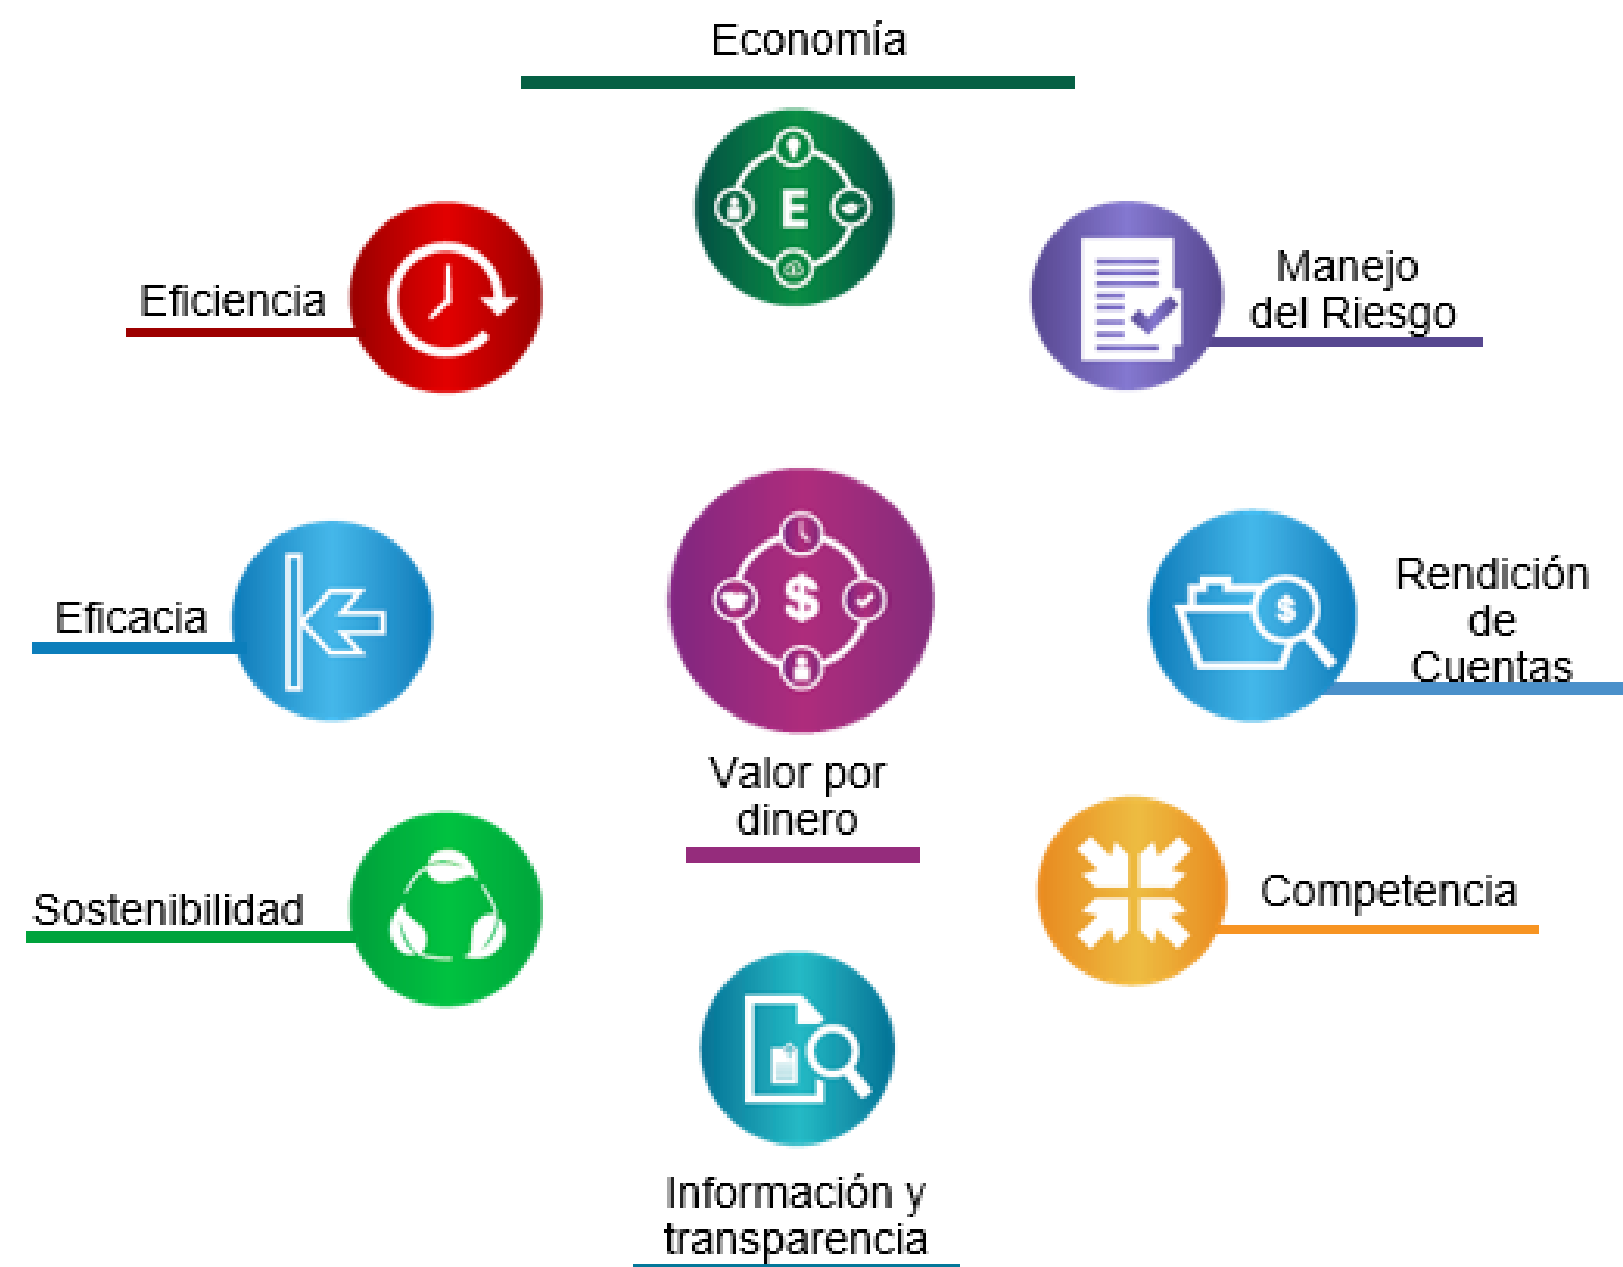 Economía
E
Eficiencia
Manejo
del Riesgo
Eficacia
$
$
Rendición
de
Cuentas
Valor por
dinero
Sostenibilidad
Competencia
Información y
transparencia